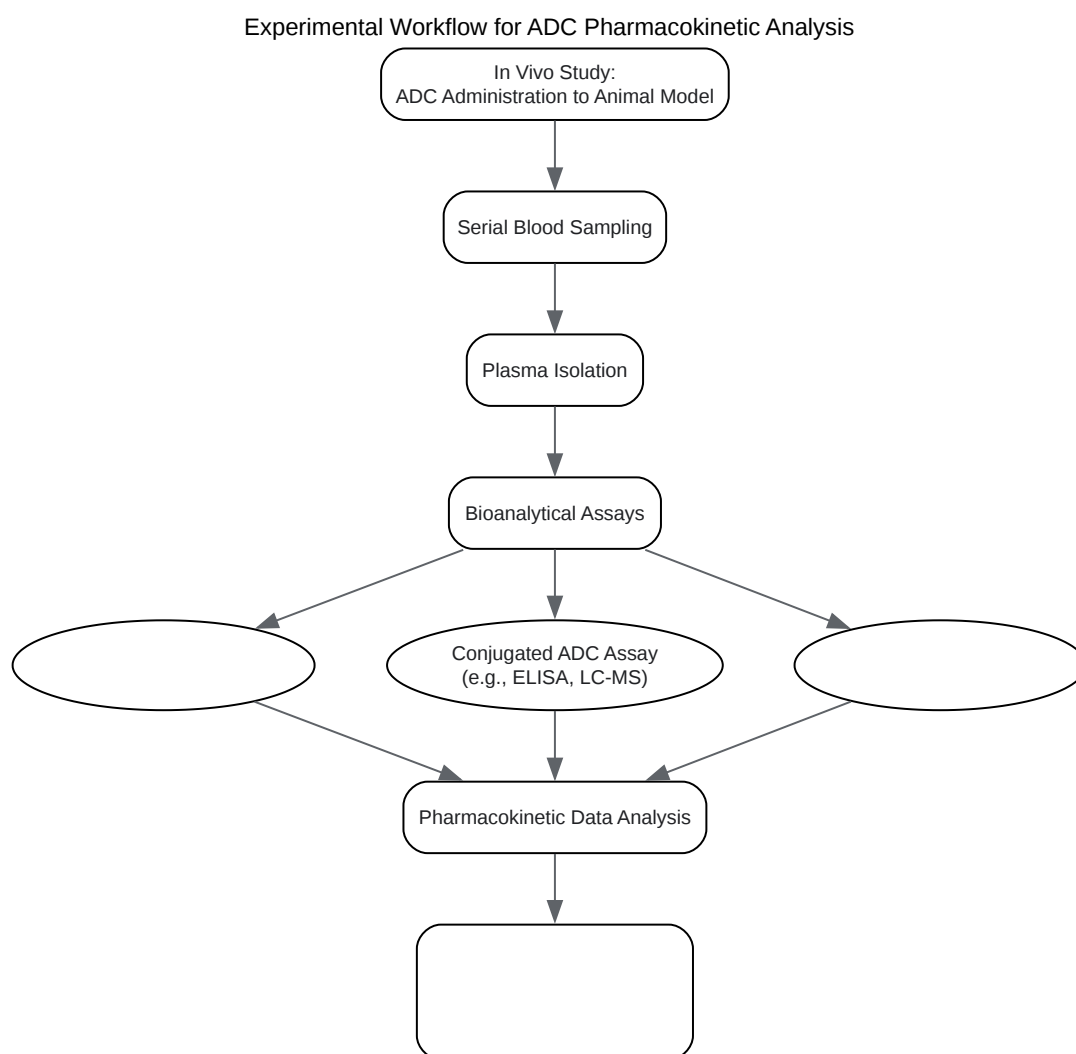 Experimental Workflow for ADC Pharmacokinetic Analysis
In Vivo Study:
ADC Administration to Animal Model
Serial Blood Sampling
Plasma Isolation
Bioanalytical Assays
Conjugated ADC Assay
(e.g., ELISA, LC-MS)
Pharmacokinetic Data Analysis